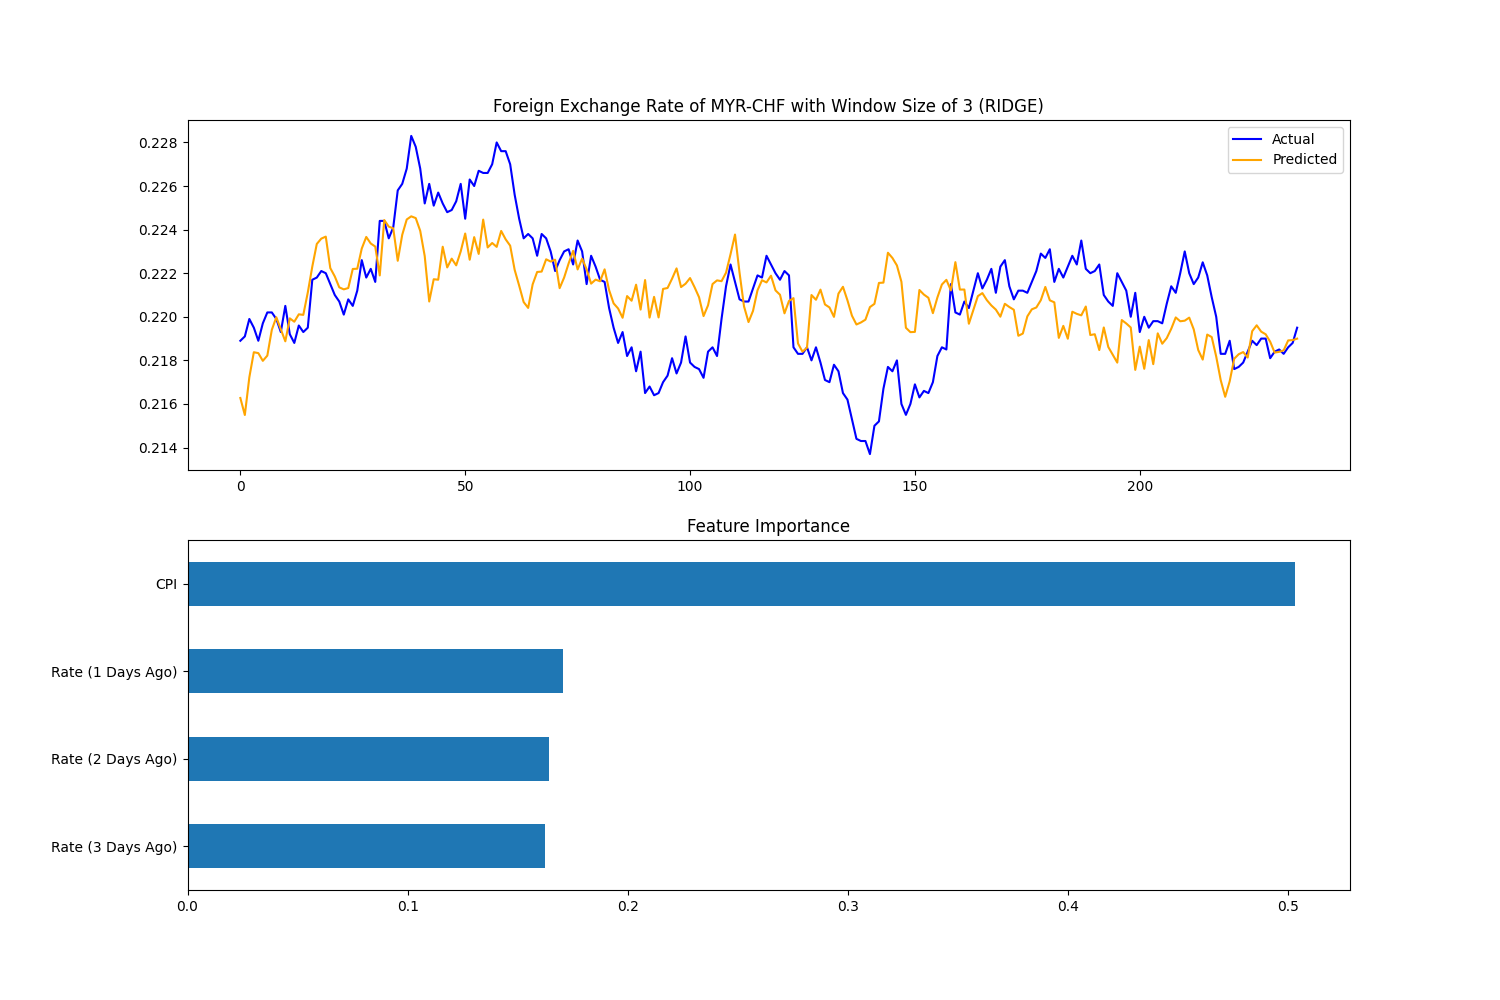 Foreign Exchange Rate of MYR-CHF with Window Size of 3 (RIDGE)
Actual
Predicted
0.228
0.226
0.224
0.222
0.220
0.218
0.216
0.214
0 50 100 150 200
Feature Importance
CPI
Rate (1 Days Ago)
Rate (2 Days Ago)
Rate (3 Days Ago)
0.0 0.1 0.2 0.3 0.4 0.5